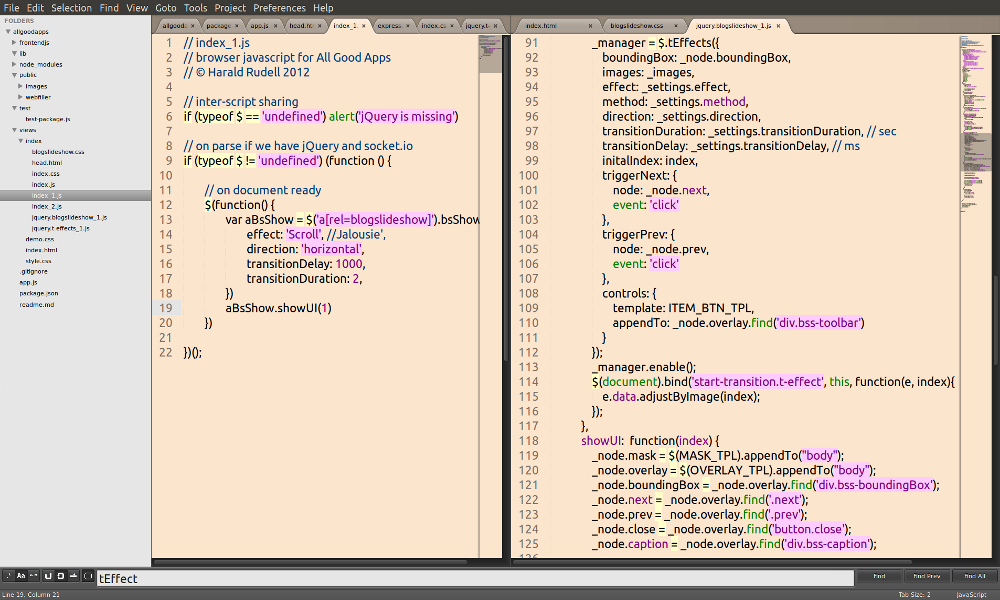 File Edit Selection Find View Goto Tools Project Preferences Help
FOLDERS
allgoodapps
frontendjs
lib
node_modules
public
images
webfiller
test
test-package.js
views
index
blogslideshow.css
head.html
index.css
index.js
index_1.js
index_2.js
jquery.blogslideshow_1.js
jquery.t-effects_1.js
demo.css
index.html
style.css
.gitignore
app.js
package.json
readme.md
allgood: × package × app.js × head.ht × index_1 × express × index.c × jquery.t ×
1 // index_1.js
2 // browser javascript for All Good Apps
3 // © Harald Rudell 2012
4
5 // inter-script sharing
6 if (typeof $ == 'undefined') alert('jQuery is missing')
7
8 // on parse if we have jQuery and socket.io
9 if (typeof $ != 'undefined') (function () {
10
11 // on document ready
12 $(function() {
13 var aBsShow = $('a[rel=blogslideshow]').bsShow
14 effect: 'Scroll', //Jalousie',
15 direction: 'horizontal',
16 transitionDelay: 1000,
17 transitionDuration: 2,
18 })
19 aBsShow.showUI(1)
20 })
21
22 })();
index.html × blogslideshow.css × jquery.blogslideshow_1.js ×
91 _manager = $.tEffects({
92 boundingBox: _node.boundingBox,
93 images: _images,
94 effect: _settings.effect,
95 method: _settings.method,
96 direction: _settings.direction,
97 transitionDuration: _settings.transitionDuration, // sec
98 transitionDelay: _settings.transitionDelay, // ms
99 initalIndex: index,
100 triggerNext: {
101 node: _node.next,
102 event: 'click'
103 },
104 triggerPrev: {
105 node: _node.prev,
106 event: 'click'
107 },
108 controls: {
109 template: ITEM_BTN_TPL,
110 appendTo: _node.overlay.find('div.bss-toolbar')
111 }
112 });
113 _manager.enable();
114 $(document).bind('start-transition.t-effect', this, function(e, index){
115 e.data.adjustByImage(index);
116 });
117 },
118 showUI: function(index) {
119 _node.mask = $(MASK_TPL).appendTo("body");
120 _node.overlay = $(OVERLAY_TPL).appendTo("body");
121 _node.boundingBox = _node.overlay.find('div.bss-boundingBox');
122 _node.next = _node.overlay.find('.next');
123 _node.prev = _node.overlay.find('.prev');
124 _node.close = _node.overlay.find('button.close');
125 _node.caption = _node.overlay.find('div.bss-caption');
tEffect Find Find Prev Find All
Line 19, Column 21 Tab Size: 2 JavaScript